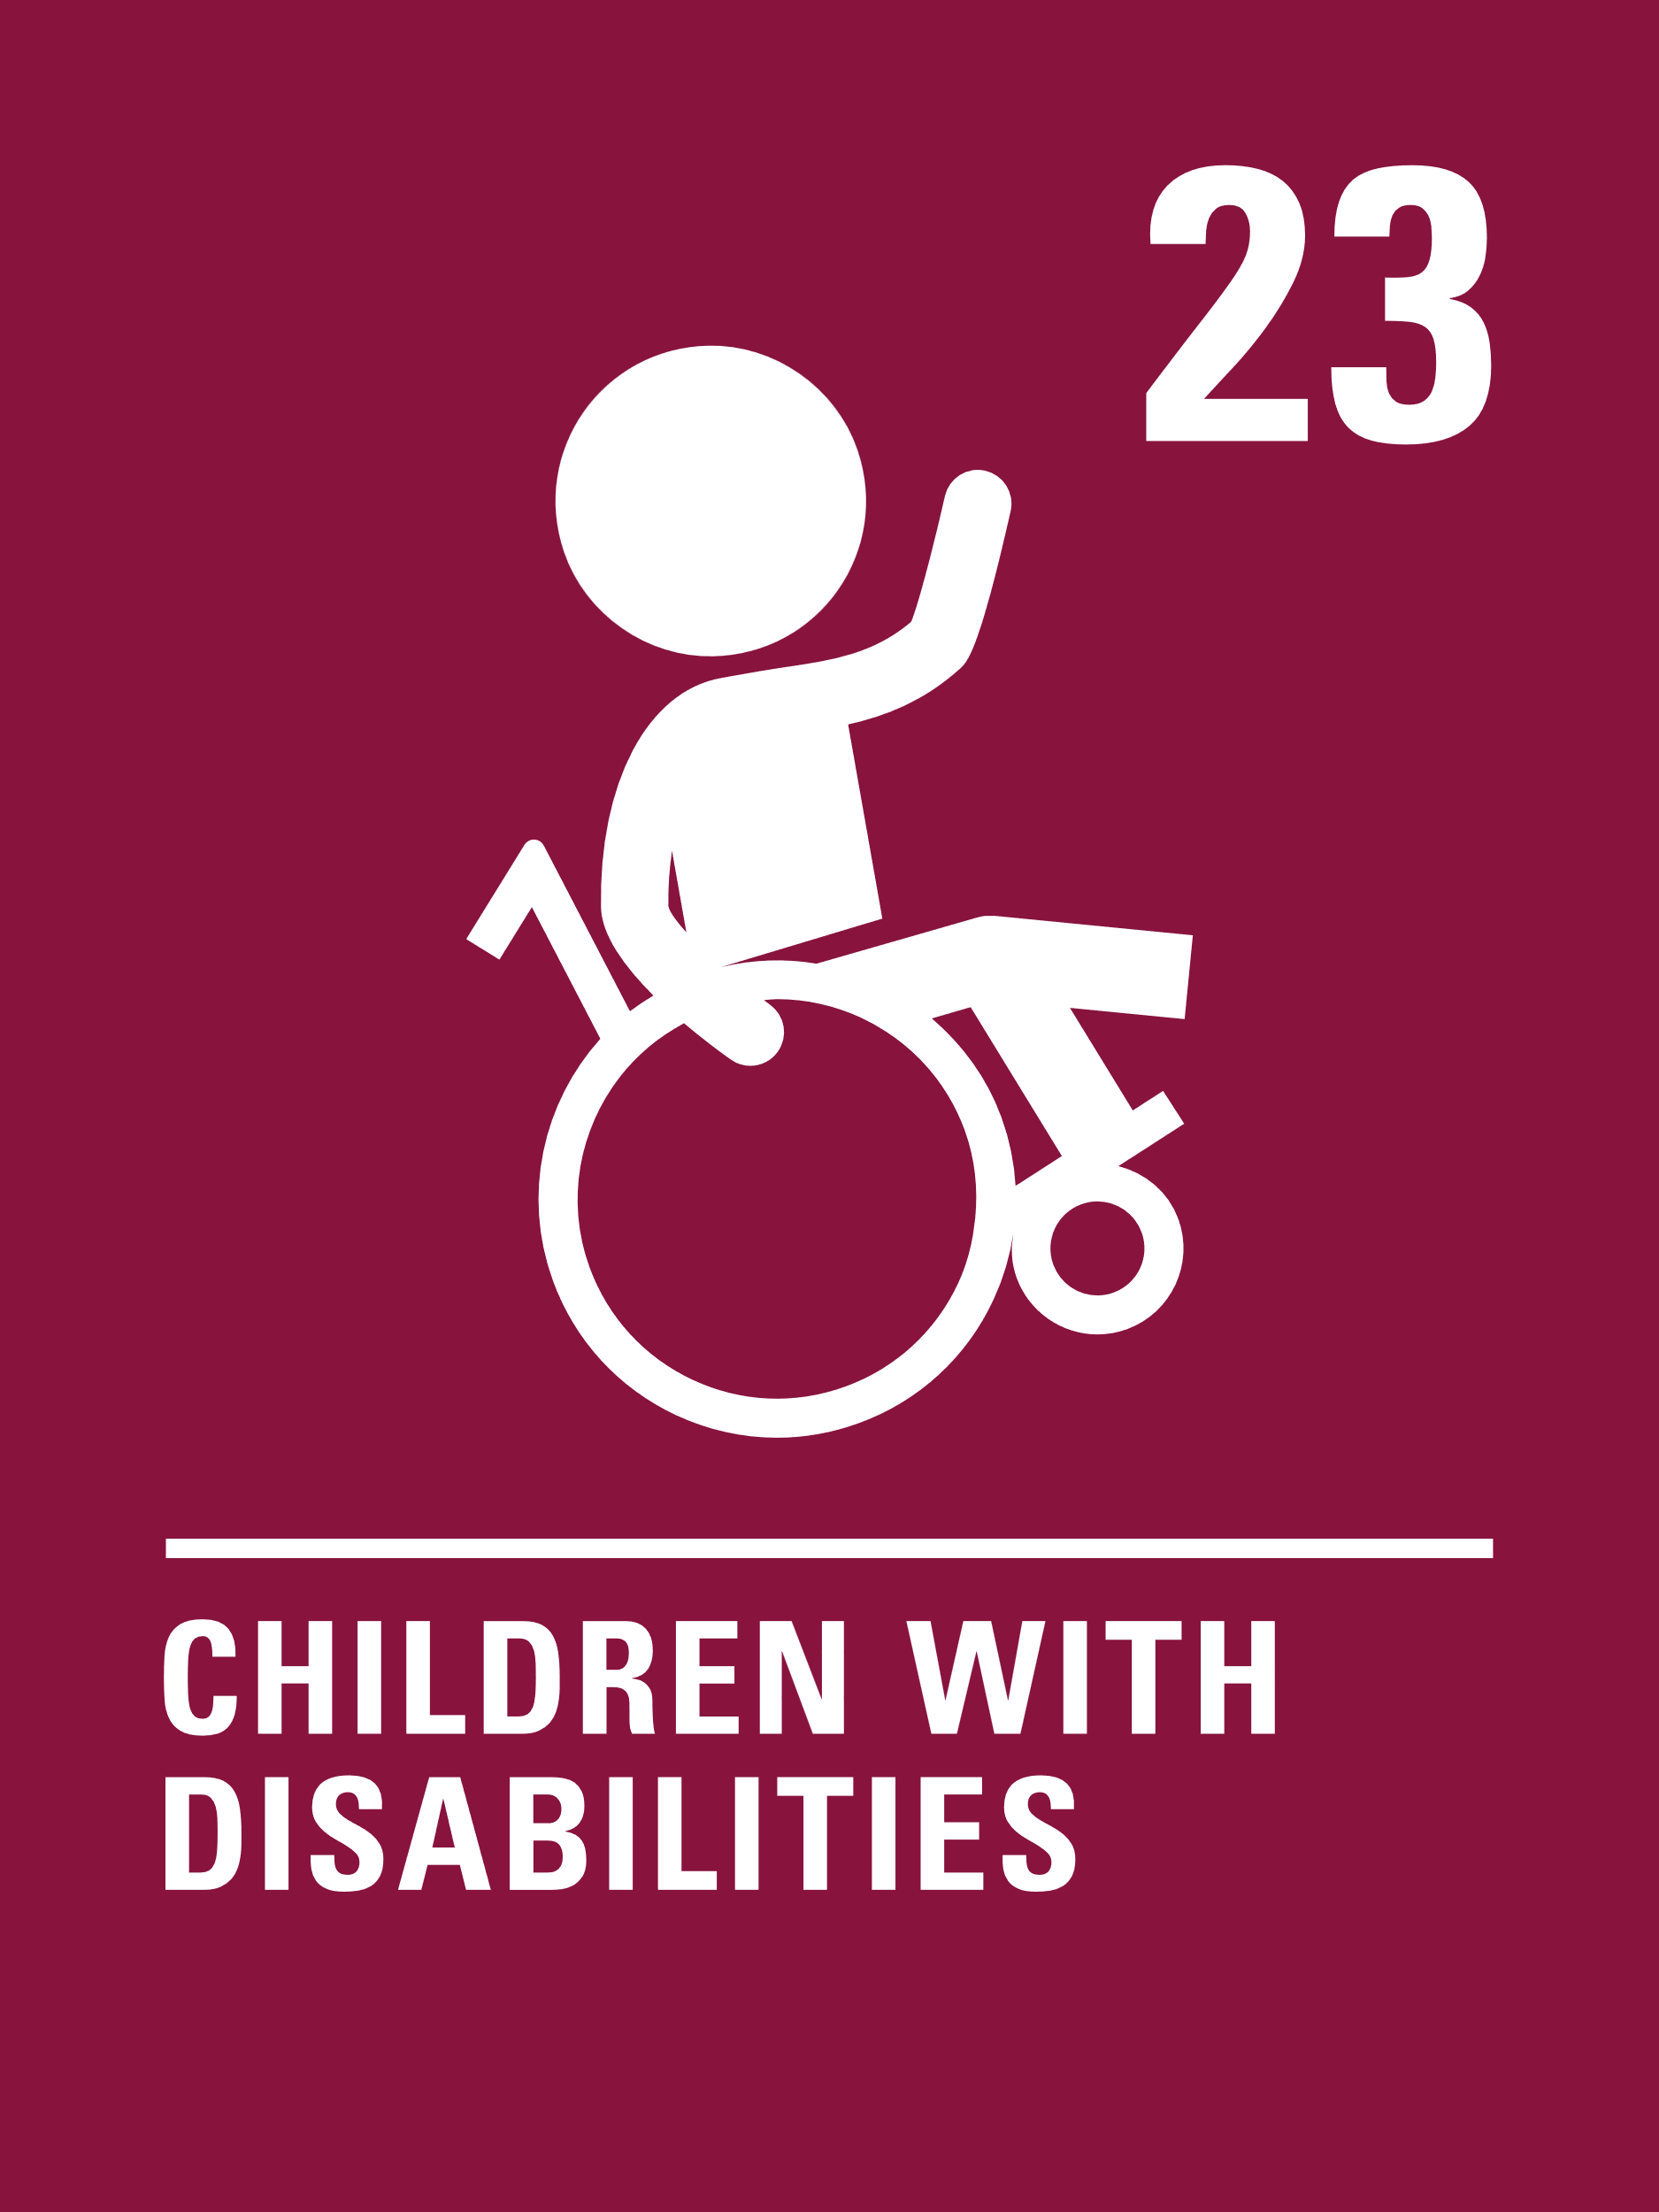 23
CHILDREN WITH
DISABILITIES